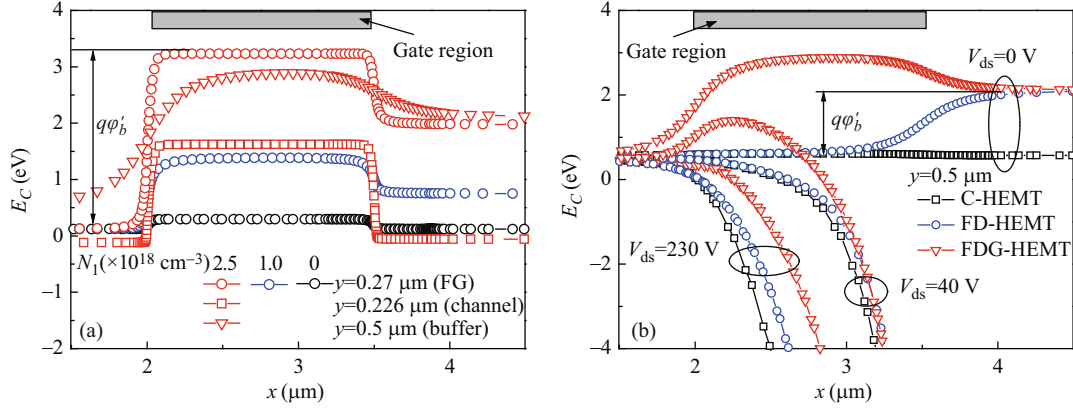 4
3
2
1
0
−1
−2
E_C (eV)
Gate region
qφ′_b
N_1(×10^18 cm^−3)
2.5 1.0 0
y=0.27 μm (FG)
y=0.226 μm (channel)
y=0.5 μm (buffer)
(a)
2 3 4
x (μm)
4
2
0
−2
−4
E_C (eV)
Gate region
V_ds=0 V
qφ′_b
y=0.5 μm
C-HEMT
FD-HEMT
FDG-HEMT
V_ds=230 V
V_ds=40 V
(b)
2 3 4
x (μm)